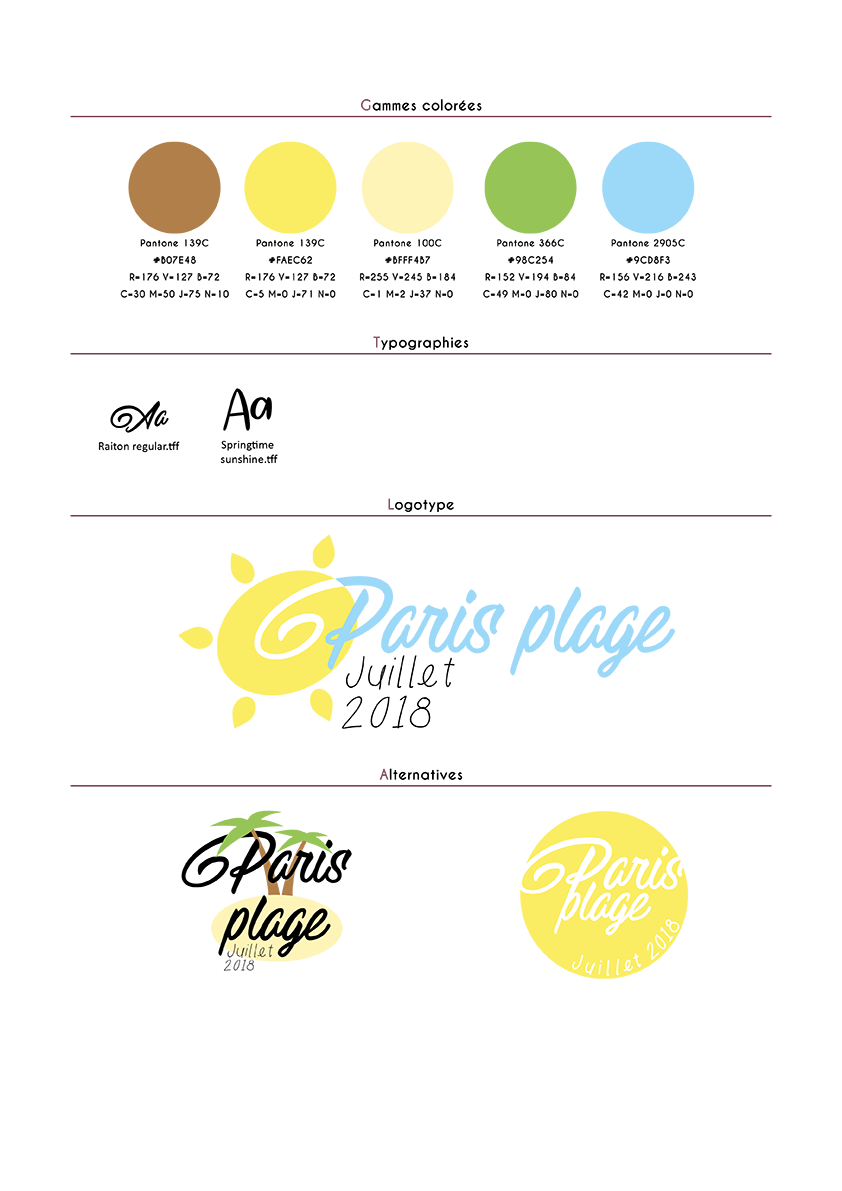 Gammes colorées
Pantone 139C
#B07E48
R=176 V=127 B=72
C=30 M=50 J=75 N=10
Pantone 139C
#FAEC62
R=176 V=127 B=72
C=5 M=0 J=71 N=0
Pantone 100C
#BFFF4B7
R=255 V=245 B=184
C=1 M=2 J=37 N=0
Pantone 366C
#98C254
R=152 V=194 B=84
C=49 M=0 J=80 N=0
Pantone 2905C
#9CD8F3
R=156 V=216 B=243
C=42 M=0 J=0 N=0
Typographies
Aa
Raiton regular.tff
Aa
Springtime
sunshine.tff
Logotype
Paris plage
Juillet
2018
Alternatives
Paris
plage
Juillet
2018
Paris
plage
Juillet 2018